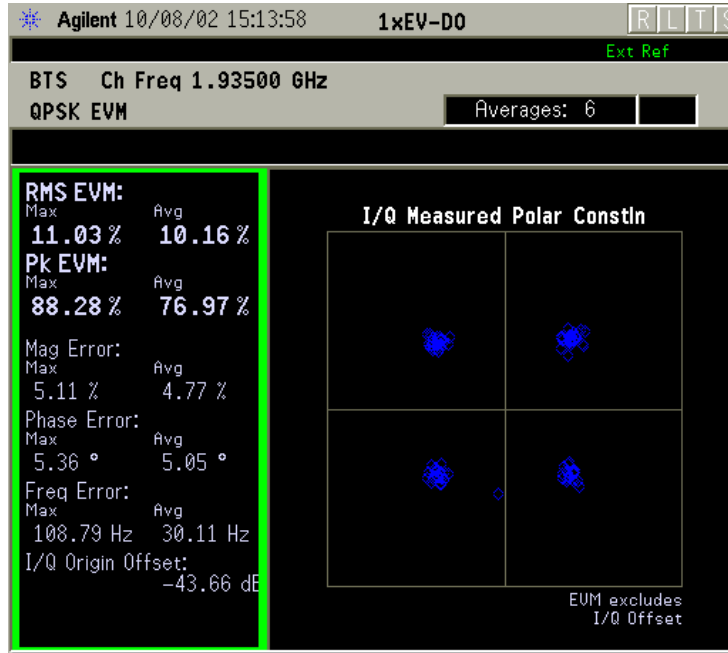 Agilent 10/08/02 15:13:58 1xEV-DO R L T S
Ext Ref
BTS Ch Freq 1.93500 GHz
QPSK EVM Averages: 6
RMS EVM:
Max Avg
11.03 % 10.16 %
Pk EVM:
Max Avg
88.28 % 76.97 %
Mag Error:
Max Avg
5.11 % 4.77 %
Phase Error:
Max Avg
5.36 ° 5.05 °
Freq Error:
Max Avg
108.79 Hz 30.11 Hz
I/Q Origin Offset:
-43.66 dB
I/Q Measured Polar Constln
EVM excludes
I/Q Offset